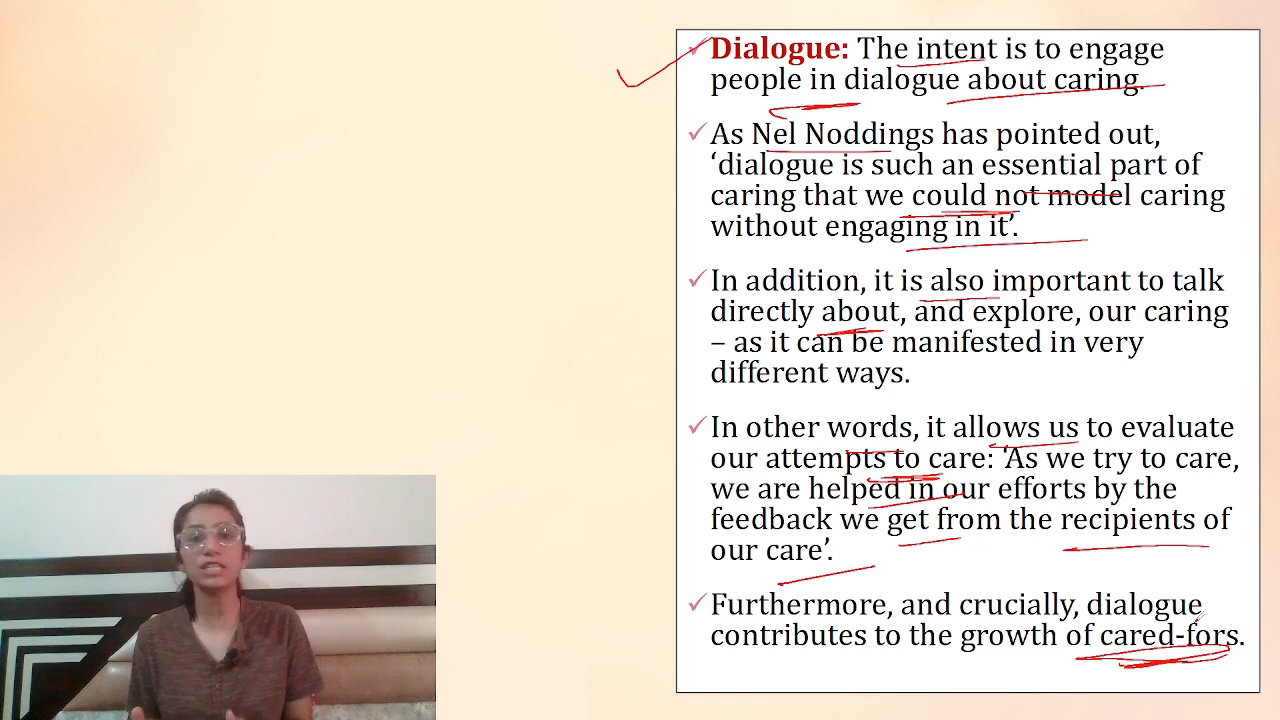 ✓ Dialogue: The intent is to engage
people in dialogue about caring.
✓ As Nel Noddings has pointed out,
‘dialogue is such an essential part of
caring that we could not model caring
without engaging in it’.
✓ In addition, it is also important to talk
directly about, and explore, our caring
– as it can be manifested in very
different ways.
✓ In other words, it allows us to evaluate
our attempts to care: ‘As we try to care,
we are helped in our efforts by the
feedback we get from the recipients of
our care’.
✓ Furthermore, and crucially, dialogue
contributes to the growth of cared-fors.